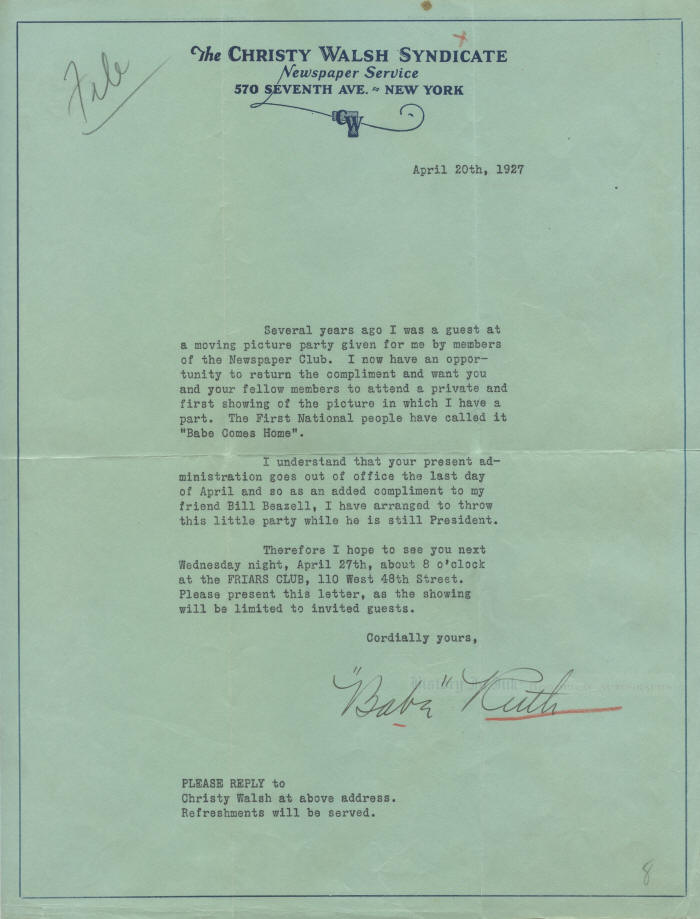 File
The CHRISTY WALSH SYNDICATE
Newspaper Service
570 SEVENTH AVE. ~ NEW YORK
CW
April 20th, 1927
Several years ago I was a guest at
a moving picture party given for me by members
of the Newspaper Club. I now have an oppor-
tunity to return the compliment and want you
and your fellow members to attend a private and
first showing of the picture in which I have a
part. The First National people have called it
"Babe Comes Home".
I understand that your present ad-
ministration goes out of office the last day
of April and so as an added compliment to my
friend Bill Beazell, I have arranged to throw
this little party while he is still President.
Therefore I hope to see you next
Wednesday night, April 27th, about 8 o'clock
at the FRIARS CLUB, 110 West 48th Street.
Please present this letter, as the showing
will be limited to invited guests.
Cordially yours,
"Babe" Ruth
PLEASE REPLY to
Christy Walsh at above address.
Refreshments will be served.
8